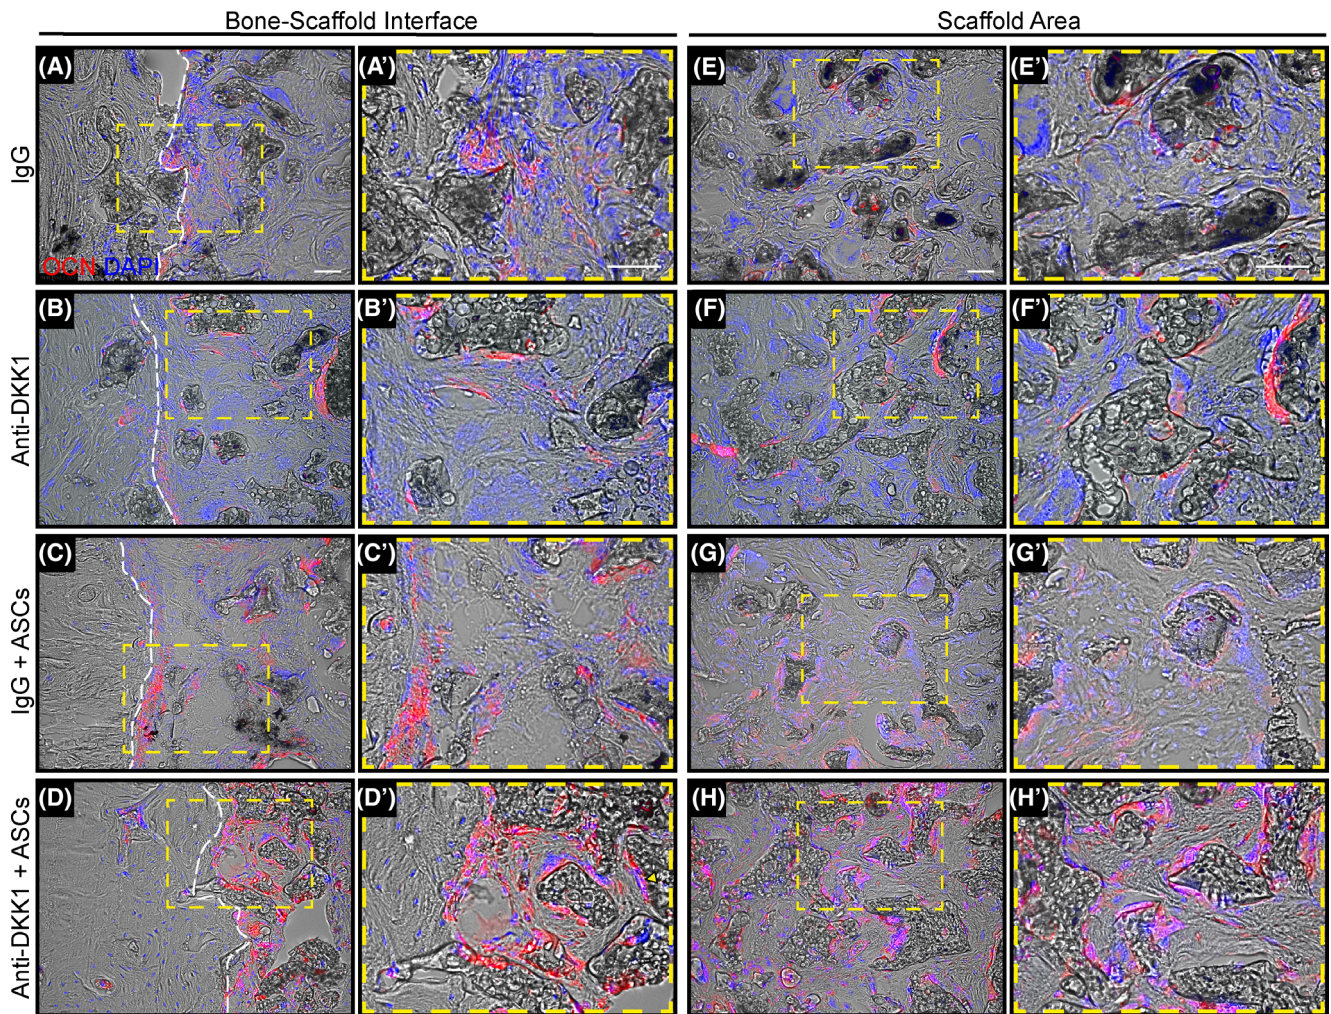 Bone-Scaffold Interface
Scaffold Area
IgG
(A)
(A')
(E)
(E')
OCN DAPI
Anti-DKK1
(B)
(B')
(F)
(F')
IgG + ASCs
(C)
(C')
(G)
(G')
Anti-DKK1 + ASCs
(D)
(D')
(H)
(H')